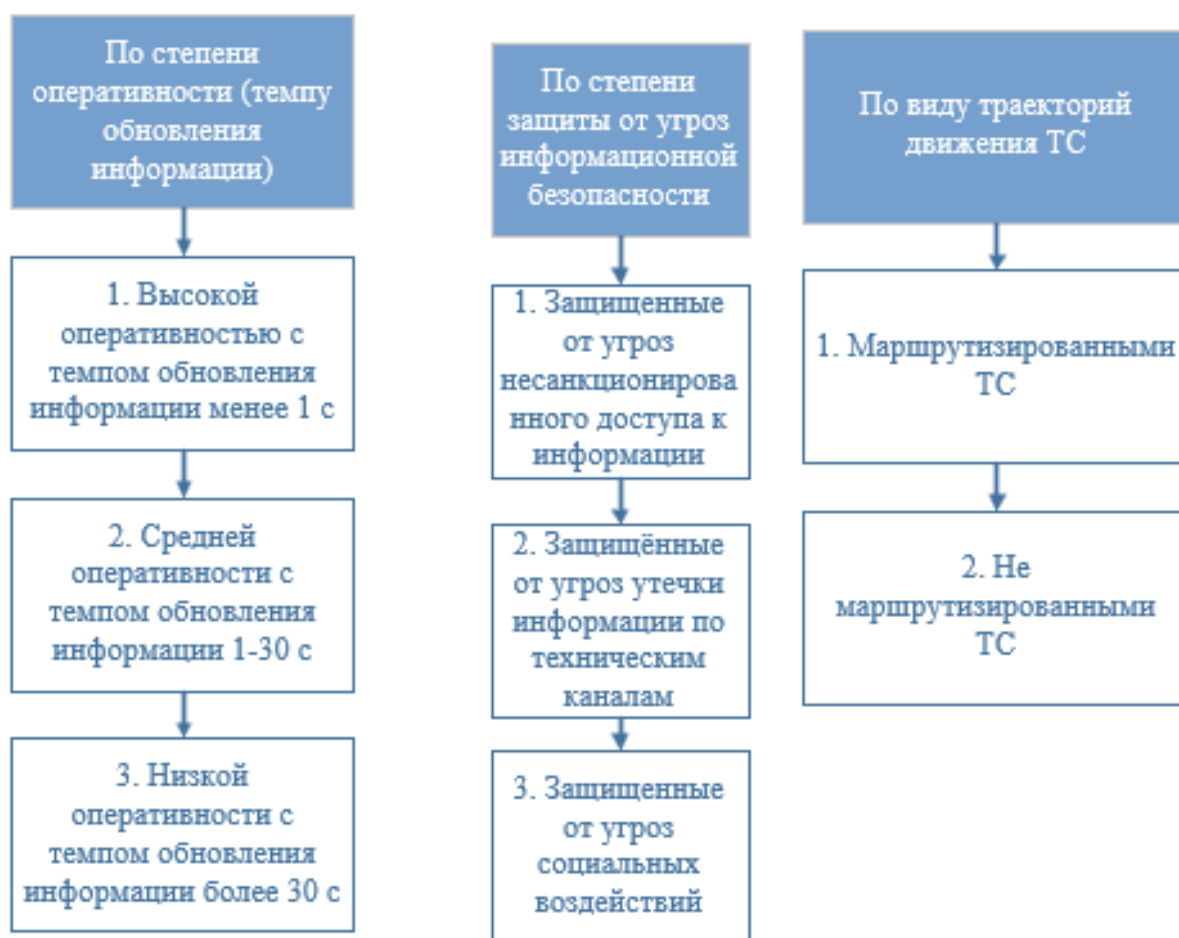 По степени
оперативности (темпу
обновления
информации)
1. Высокой
оперативностью с
темпом обновления
информации менее 1 с
2. Средней
оперативности с
темпом обновления
информации 1-30 с
3. Низкой
оперативности с
темпом обновления
информации более 30 с
По степени
защиты от угроз
информационной
безопасности
1. Защищенные
от угроз
несанкционирова
нного доступа к
информации
2. Защищённые
от угроз утечки
информации по
техническим
каналам
3. Защищенные
от угроз
социальных
воздействий
По виду траекторий
движения ТС
1. Маршрутизированными
ТС
2. Не
маршрутизированными
ТС